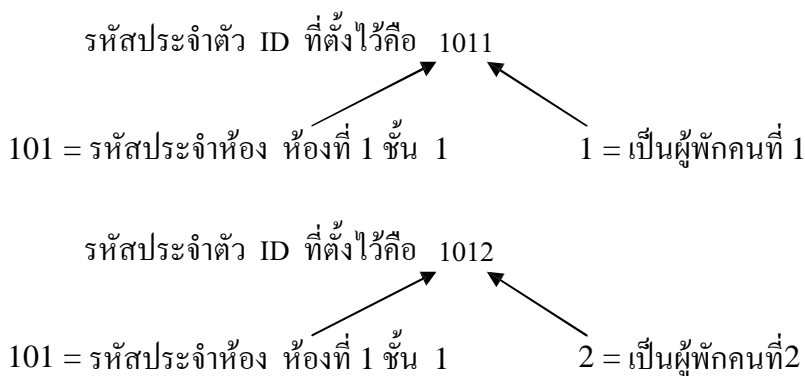 รหัสประจำตัว ID ที่ตั้งไว้คือ 1011
101 = รหัสประจำห้อง ห้องที่ 1 ชั้น 1 1 = เป็นผู้พักคนที่ 1
รหัสประจำตัว ID ที่ตั้งไว้คือ 1012
101 = รหัสประจำห้อง ห้องที่ 1 ชั้น 1 2 = เป็นผู้พักคนที่2